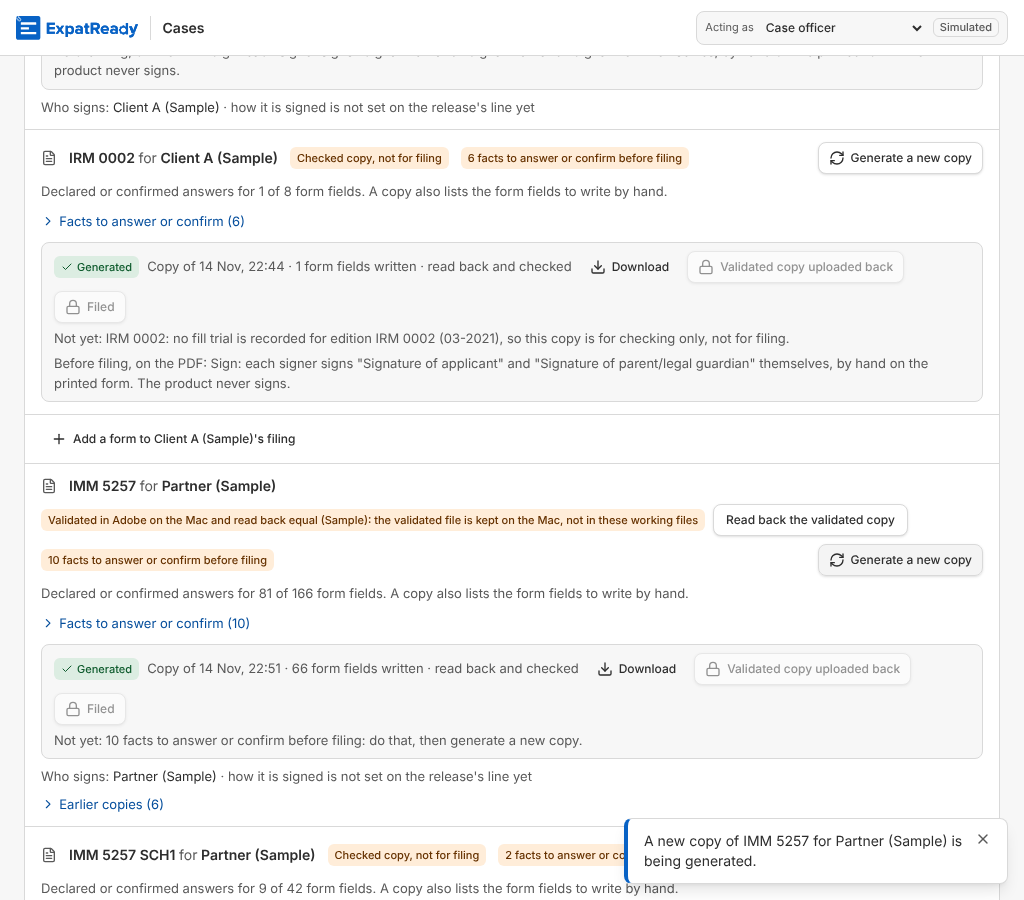 ExpatReady
Cases
Acting as Case officer Simulated
product never signs.
Who signs: Client A (Sample) · how it is signed is not set on the release's line yet
IRM 0002 for Client A (Sample)
Checked copy, not for filing
6 facts to answer or confirm before filing
Generate a new copy
Declared or confirmed answers for 1 of 8 form fields. A copy also lists the form fields to write by hand.
Facts to answer or confirm (6)
Generated Copy of 14 Nov, 22:44 · 1 form fields written · read back and checked Download Validated copy uploaded back
Filed
Not yet: IRM 0002: no fill trial is recorded for edition IRM 0002 (03-2021), so this copy is for checking only, not for filing.
Before filing, on the PDF: Sign: each signer signs "Signature of applicant" and "Signature of parent/legal guardian" themselves, by hand on the
printed form. The product never signs.
Add a form to Client A (Sample)'s filing
IMM 5257 for Partner (Sample)
Validated in Adobe on the Mac and read back equal (Sample): the validated file is kept on the Mac, not in these working files
Read back the validated copy
10 facts to answer or confirm before filing
Generate a new copy
Declared or confirmed answers for 81 of 166 form fields. A copy also lists the form fields to write by hand.
Facts to answer or confirm (10)
Generated Copy of 14 Nov, 22:51 · 66 form fields written · read back and checked Download Validated copy uploaded back
Filed
Not yet: 10 facts to answer or confirm before filing: do that, then generate a new copy.
Who signs: Partner (Sample) · how it is signed is not set on the release's line yet
Earlier copies (6)
IMM 5257 SCH1 for Partner (Sample)
Checked copy, not for filing
2 facts to answer or co
Declared or confirmed answers for 9 of 42 form fields. A copy also lists the form fields to write by hand.
A new copy of IMM 5257 for Partner (Sample) is
being generated.